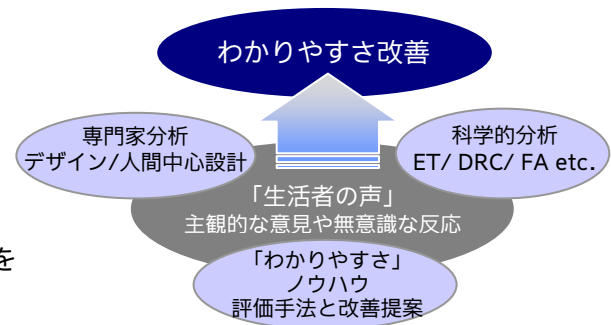 わかりやすさ改善
専門家分析
デザイン/人間中心設計
科学的分析
ET/ DRC/ FA etc.
「生活者の声」
主観的な意見や無意識な反応
を
「わかりやすさ」
ノウハウ
評価手法と改善提案